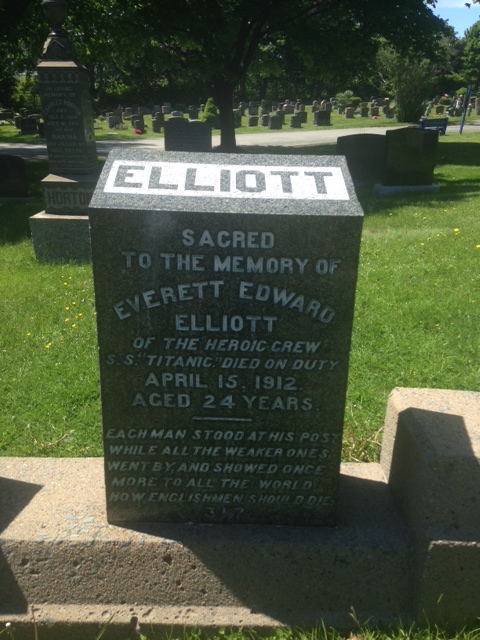 ELLIOTT
SACRED
TO THE MEMORY OF
EVERETT EDWARD
ELLIOTT
OF THE HEROIC CREW
S.S. "TITANIC," DIED ON DUTY
APRIL 15, 1912.
AGED 24 YEARS.
EACH MAN STOOD AT HIS POST
WHILE ALL THE WEAKER ONES
WENT BY, AND SHOWED ONCE
MORE TO ALL THE WORLD
HOW ENGLISHMEN SHOULD DIE
317
HORTON